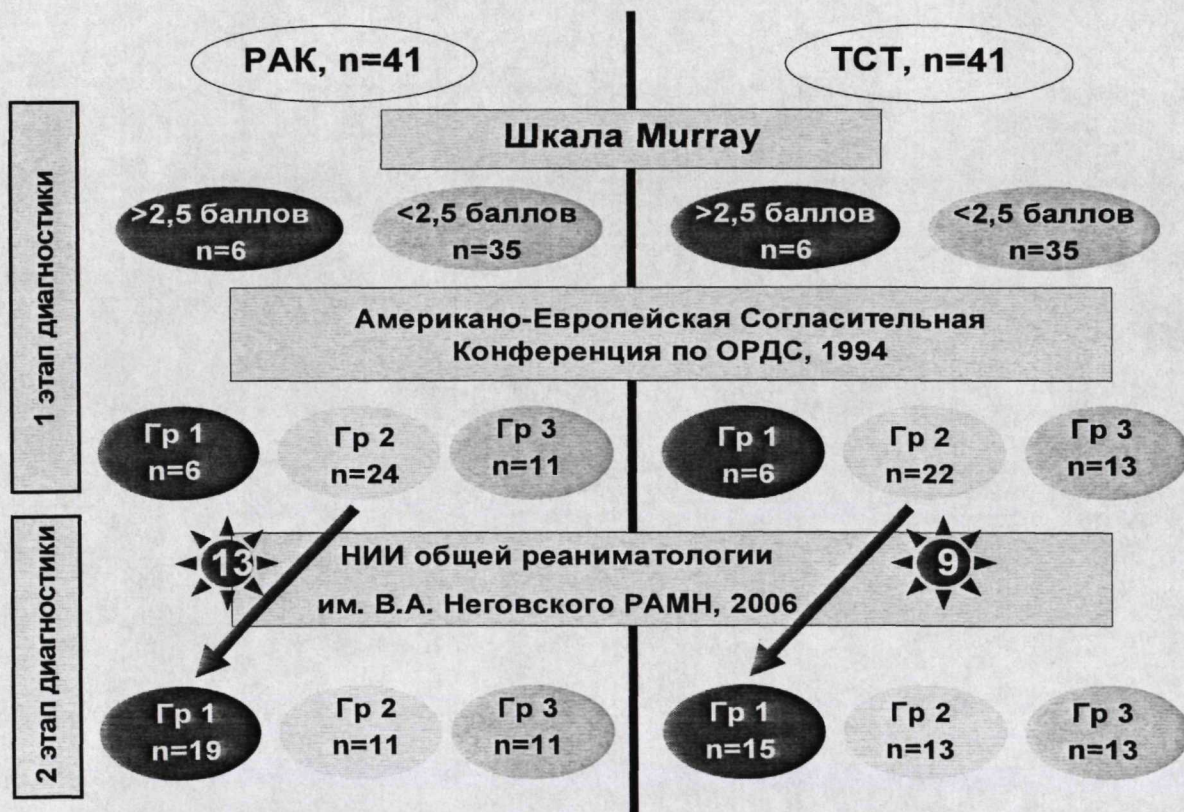 РАК, n=41
ТСТ, n=41
Шкала Murray
1 этап диагностики
>2,5 баллов
n=6
<2,5 баллов
n=35
>2,5 баллов
n=6
<2,5 баллов
n=35
Американо-Европейская Согласительная
Конференция по ОРДС, 1994
Гр 1
n=6
Гр 2
n=24
Гр 3
n=11
Гр 1
n=6
Гр 2
n=22
Гр 3
n=13
2 этап диагностики
13
НИИ общей реаниматологии
им. В.А. Неговского РАМН, 2006
9
Гр 1
n=19
Гр 2
n=11
Гр 3
n=11
Гр 1
n=15
Гр 2
n=13
Гр 3
n=13